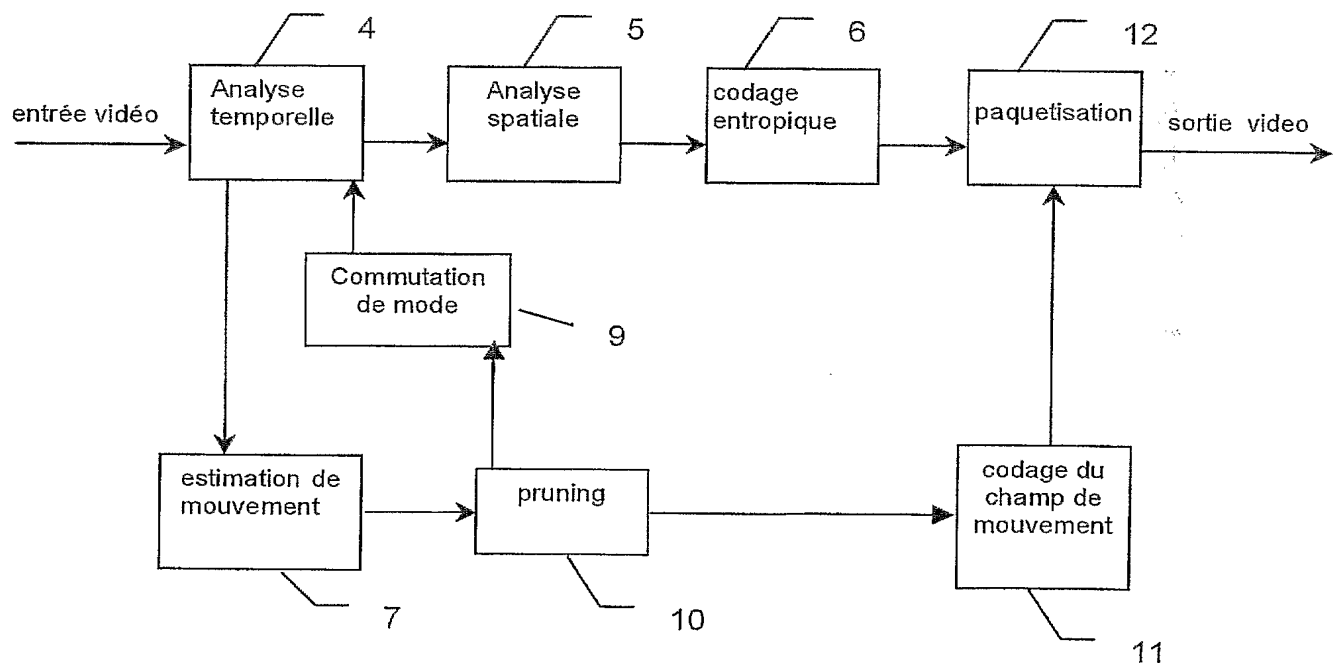 4
5
6
12
entrée vidéo
Analyse
temporelle
Analyse
spatiale
codage
entropique
paquetisation
sortie video
Commutation
de mode
9
estimation de
mouvement
pruning
codage du
champ de
mouvement
7
10
11